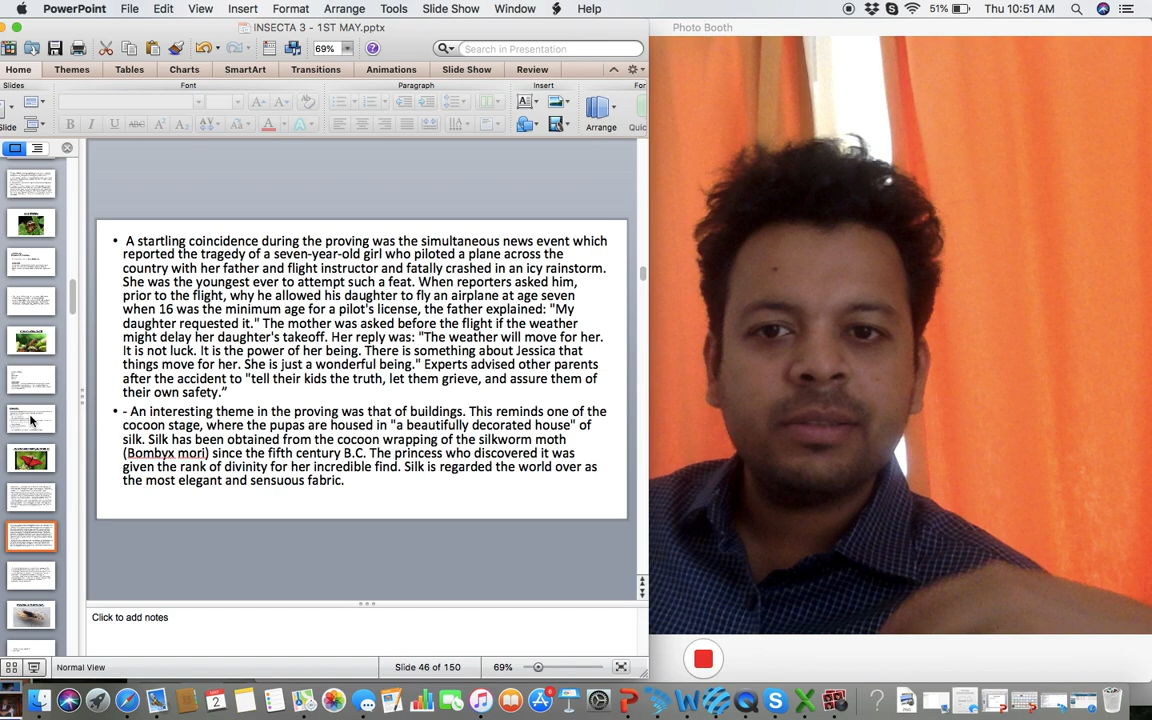 PowerPoint File Edit View Insert Format Arrange Tools Slide Show Window Help 51% Thu 10:51 AM
INSECTA 3 - 1ST MAY.pptx
Photo Booth
69% Search in Presentation
Home Themes Tables Charts SmartArt Transitions Animations Slide Show Review
Slides Font Paragraph Insert For
Slide B I U ABC A² A₂ Aa A A Arrange Quic
• A startling coincidence during the proving was the simultaneous news event which
reported the tragedy of a seven-year-old girl who piloted a plane across the
country with her father and flight instructor and fatally crashed in an icy rainstorm.
She was the youngest ever to attempt such a feat. When reporters asked him,
prior to the flight, why he allowed his daughter to fly an airplane at age seven
when 16 was the minimum age for a pilot's license, the father explained: "My
daughter requested it." The mother was asked before the flight if the weather
might delay her daughter's takeoff. Her reply was: "The weather will move for her.
It is not luck. It is the power of her being. There is something about Jessica that
things move for her. She is just a wonderful being." Experts advised other parents
after the accident to "tell their kids the truth, let them grieve, and assure them of
their own safety.”
• - An interesting theme in the proving was that of buildings. This reminds one of the
cocoon stage, where the pupas are housed in "a beautifully decorated house" of
silk. Silk has been obtained from the cocoon wrapping of the silkworm moth
(Bombyx mori) since the fifth century B.C. The princess who discovered it was
given the rank of divinity for her incredible find. Silk is regarded the world over as
the most elegant and sensuous fabric.
Click to add notes
Normal View Slide 46 of 150 69%